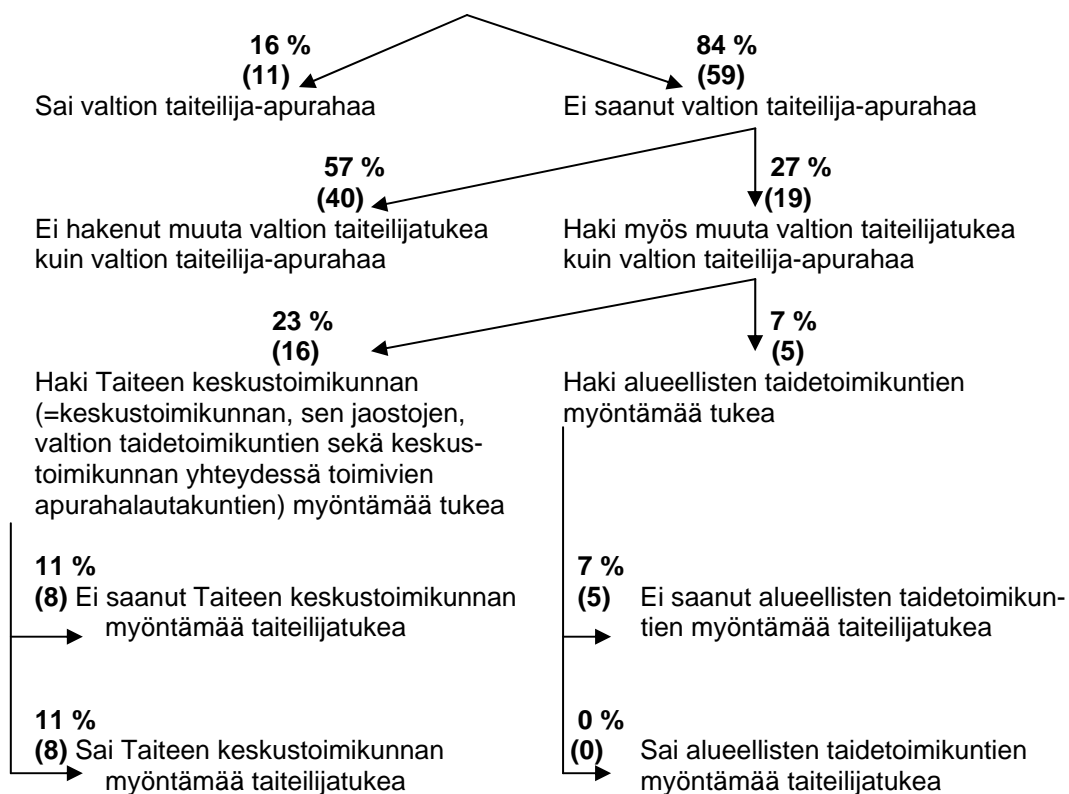 16 %
(11)
Sai valtion taiteilija-apurahaa
84 %
(59)
Ei saanut valtion taiteilija-apurahaa
57 %
(40)
Ei hakenut muuta valtion taiteilijatukea
kuin valtion taiteilija-apurahaa
27 %
(19)
Haki myös muuta valtion taiteilijatukea
kuin valtion taiteilija-apurahaa
23 %
(16)
Haki Taiteen keskustoimikunnan
(=keskustoimikunnan, sen jaostojen,
valtion taidetoimikuntien sekä keskus-
toimikunnan yhteydessä toimivien
apurahalautakuntien) myöntämää tukea
7 %
(5)
Haki alueellisten taidetoimikuntien
myöntämää tukea
11 %
(8) Ei saanut Taiteen keskustoimikunnan
myöntämää taiteilijatukea
7 %
(5) Ei saanut alueellisten taidetoimikun-
tien myöntämää taiteilijatukea
11 %
(8) Sai Taiteen keskustoimikunnan
myöntämää taiteilijatukea
0 %
(0) Sai alueellisten taidetoimikuntien
myöntämää taiteilijatukea